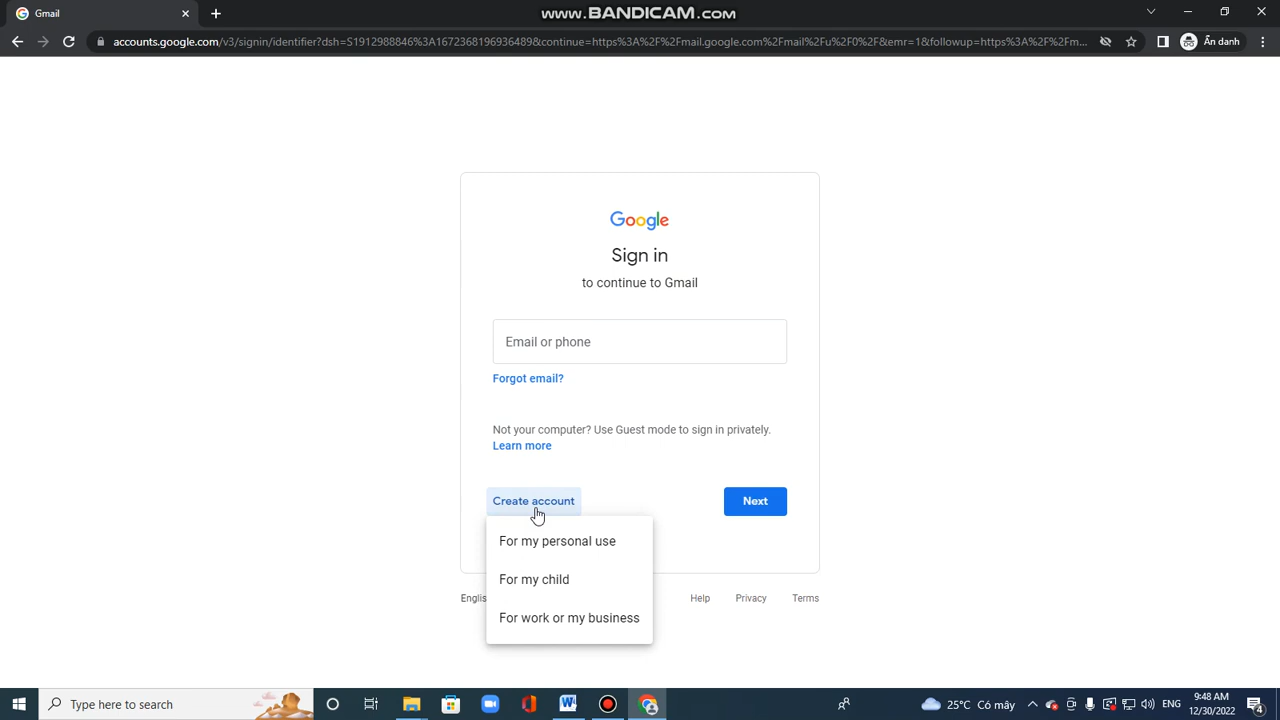 Gmail
www.BANDICAM.com
accounts.google.com/v3/signin/identifier?dsh=S1912988846%3A1672368196936489&continue=https%3A%2F%2Fmail.google.com%2Fmail%2Fu%2F0%2F&emr=1&followup=https%3A%2F%2Fm...
Ẩn danh
Google
Sign in
to continue to Gmail
Email or phone
Forgot email?
Not your computer? Use Guest mode to sign in privately.
Learn more
Create account
Next
For my personal use
For my child
For work or my business
Englis
Help
Privacy
Terms
Type here to search
25°C Có mây
ENG
9:48 AM
12/30/2022
4